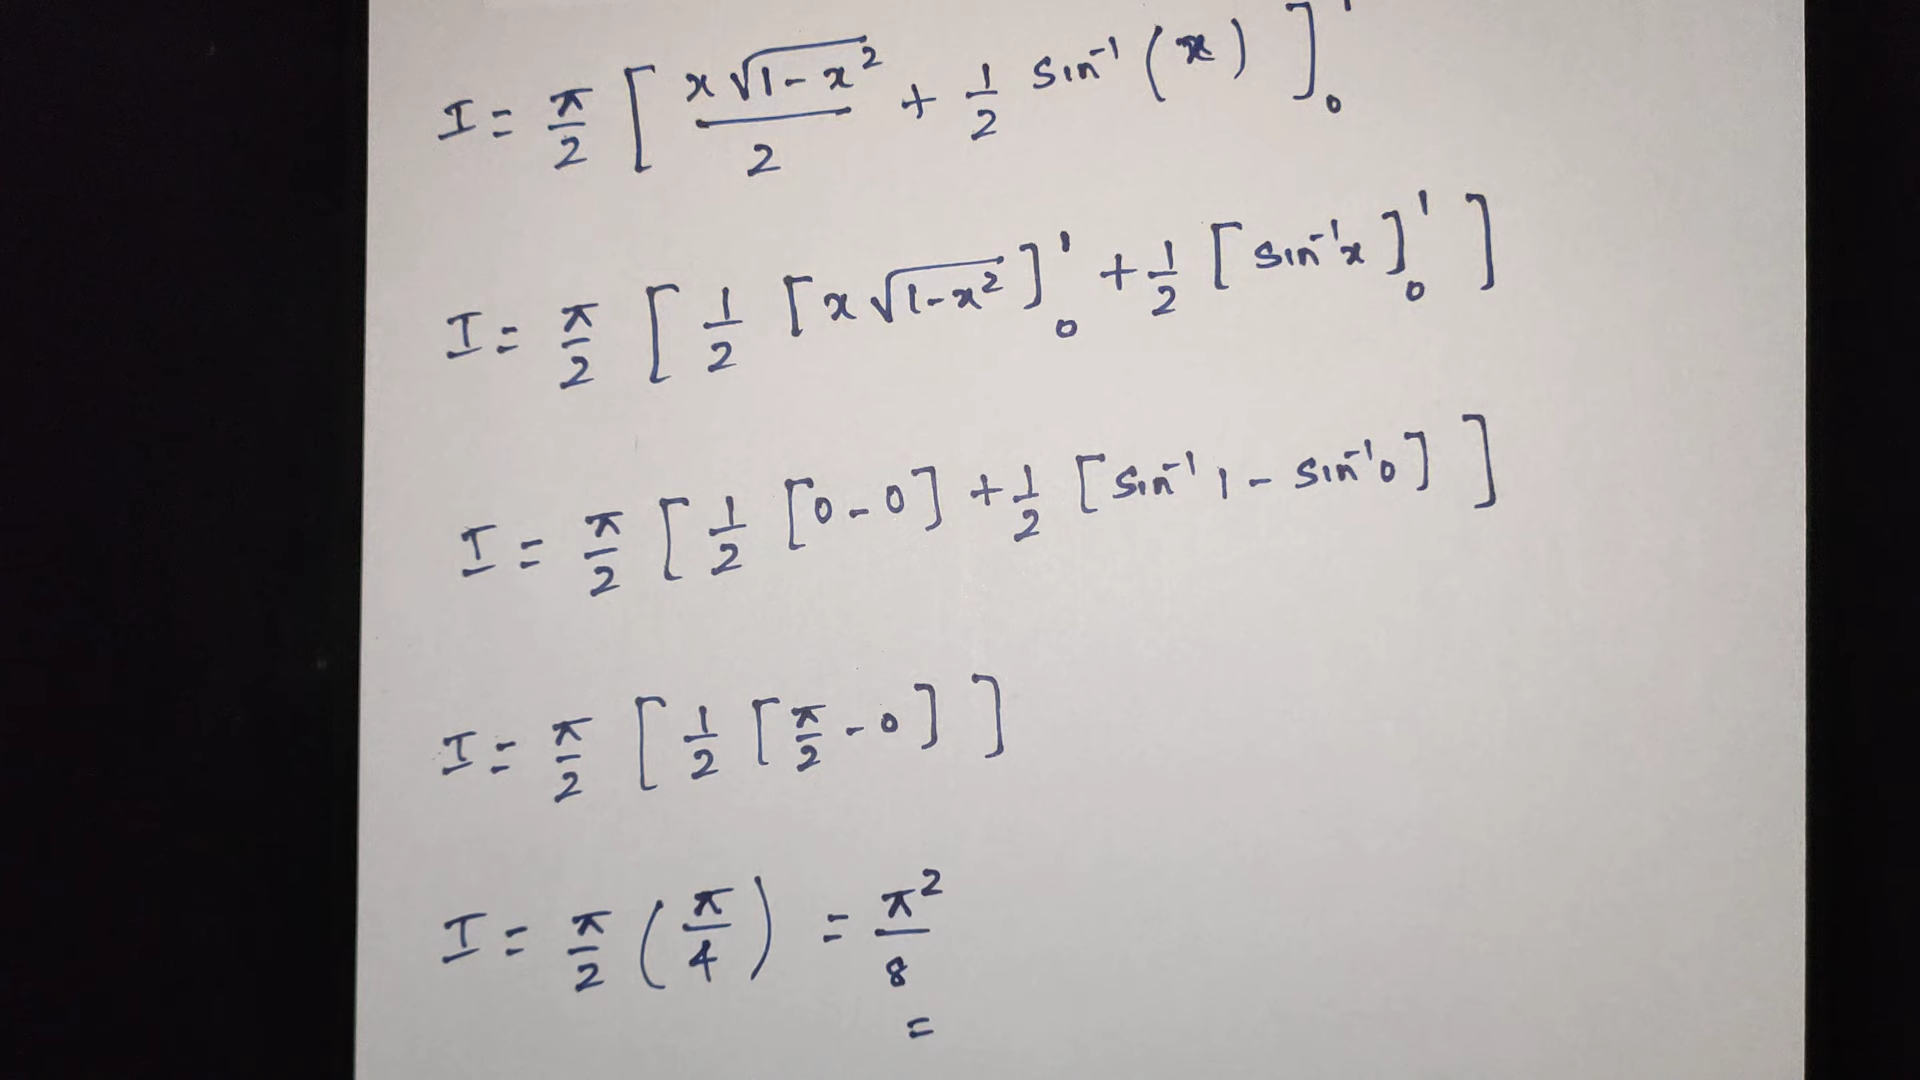 I = π/2 [ x√1-x² / 2 + 1/2 sin⁻¹ (x) ]₀¹
I = π/2 [ 1/2 [x√1-x²]₀¹ + 1/2 [sin⁻¹x]₀¹ ]
I = π/2 [ 1/2 [0-0] + 1/2 [sin⁻¹1 - sin⁻¹0] ]
I = π/2 [ 1/2 [π/2 - 0] ]
I = π/2 (π/4) = π²/8
=